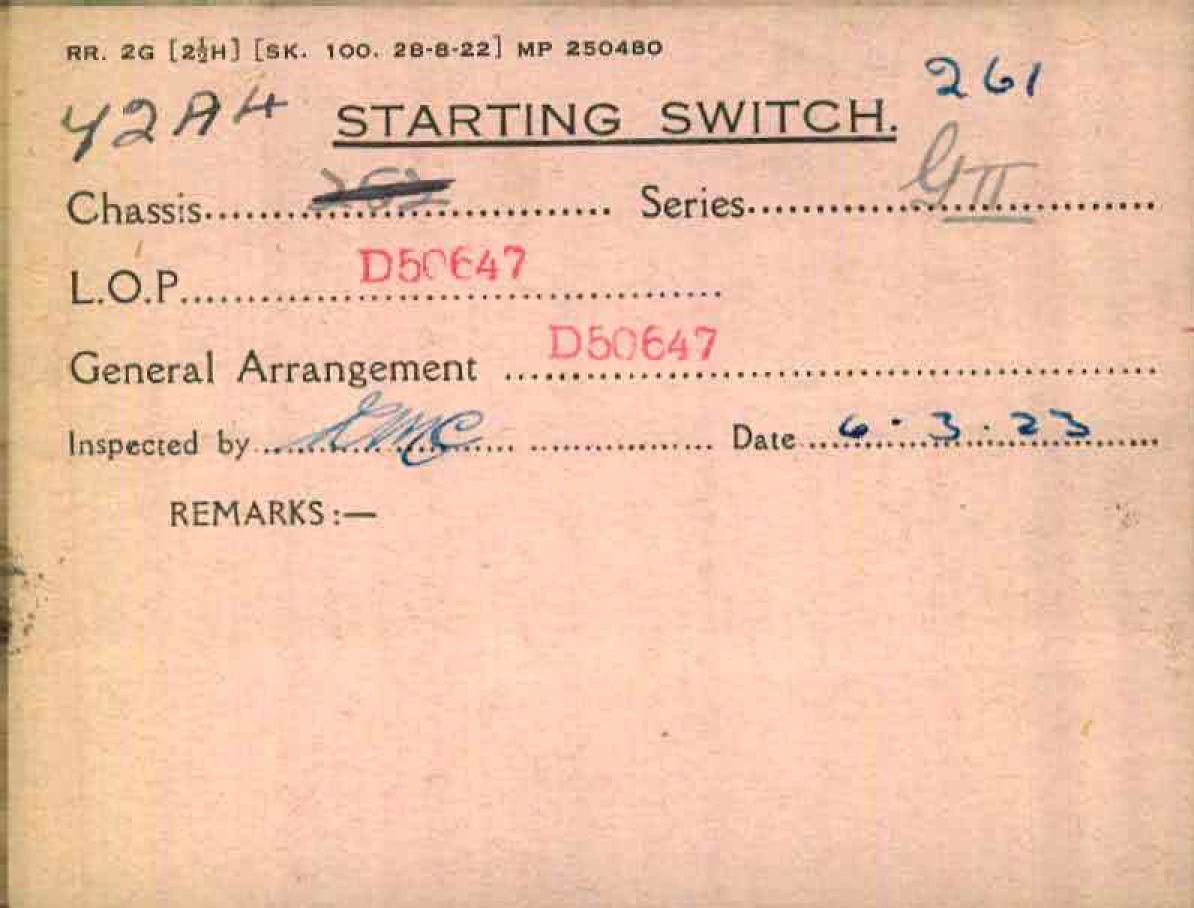 RR. 2G [2½H] [SK. 100. 28-8-22] MP 250480
261
42A4 STARTING SWITCH.
Chassis.............................. Series GII
L.O.P. D50647
General Arrangement D50647
Inspected by EMC Date 6.3.23
REMARKS :—